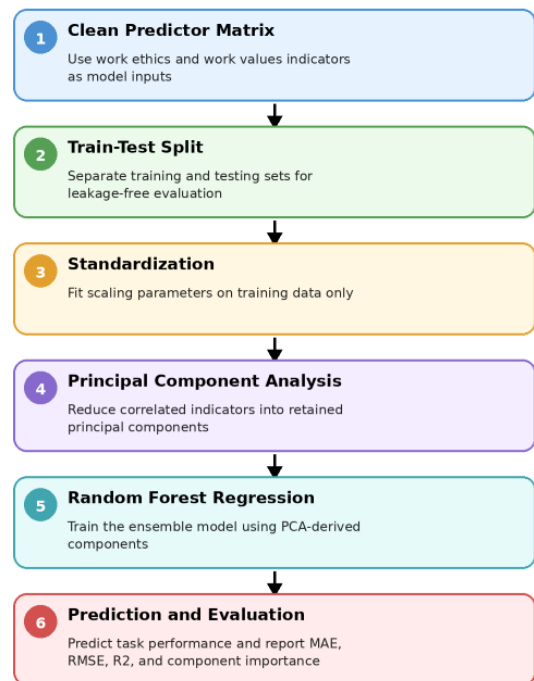 1
Clean Predictor Matrix
Use work ethics and work values indicators
as model inputs
2
Train-Test Split
Separate training and testing sets for
leakage-free evaluation
3
Standardization
Fit scaling parameters on training data only
4
Principal Component Analysis
Reduce correlated indicators into retained
principal components
5
Random Forest Regression
Train the ensemble model using PCA-derived
components
6
Prediction and Evaluation
Predict task performance and report MAE,
RMSE, R2, and component importance